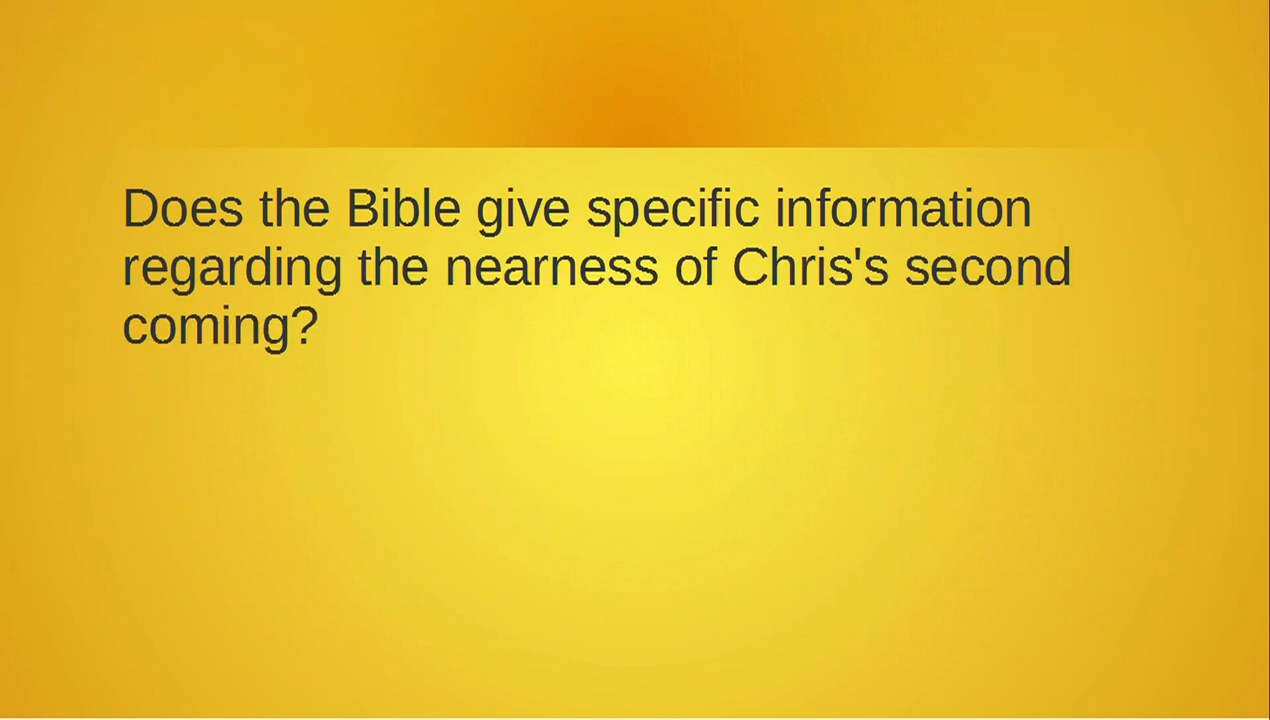 Does the Bible give specific information
regarding the nearness of Chris's second
coming?